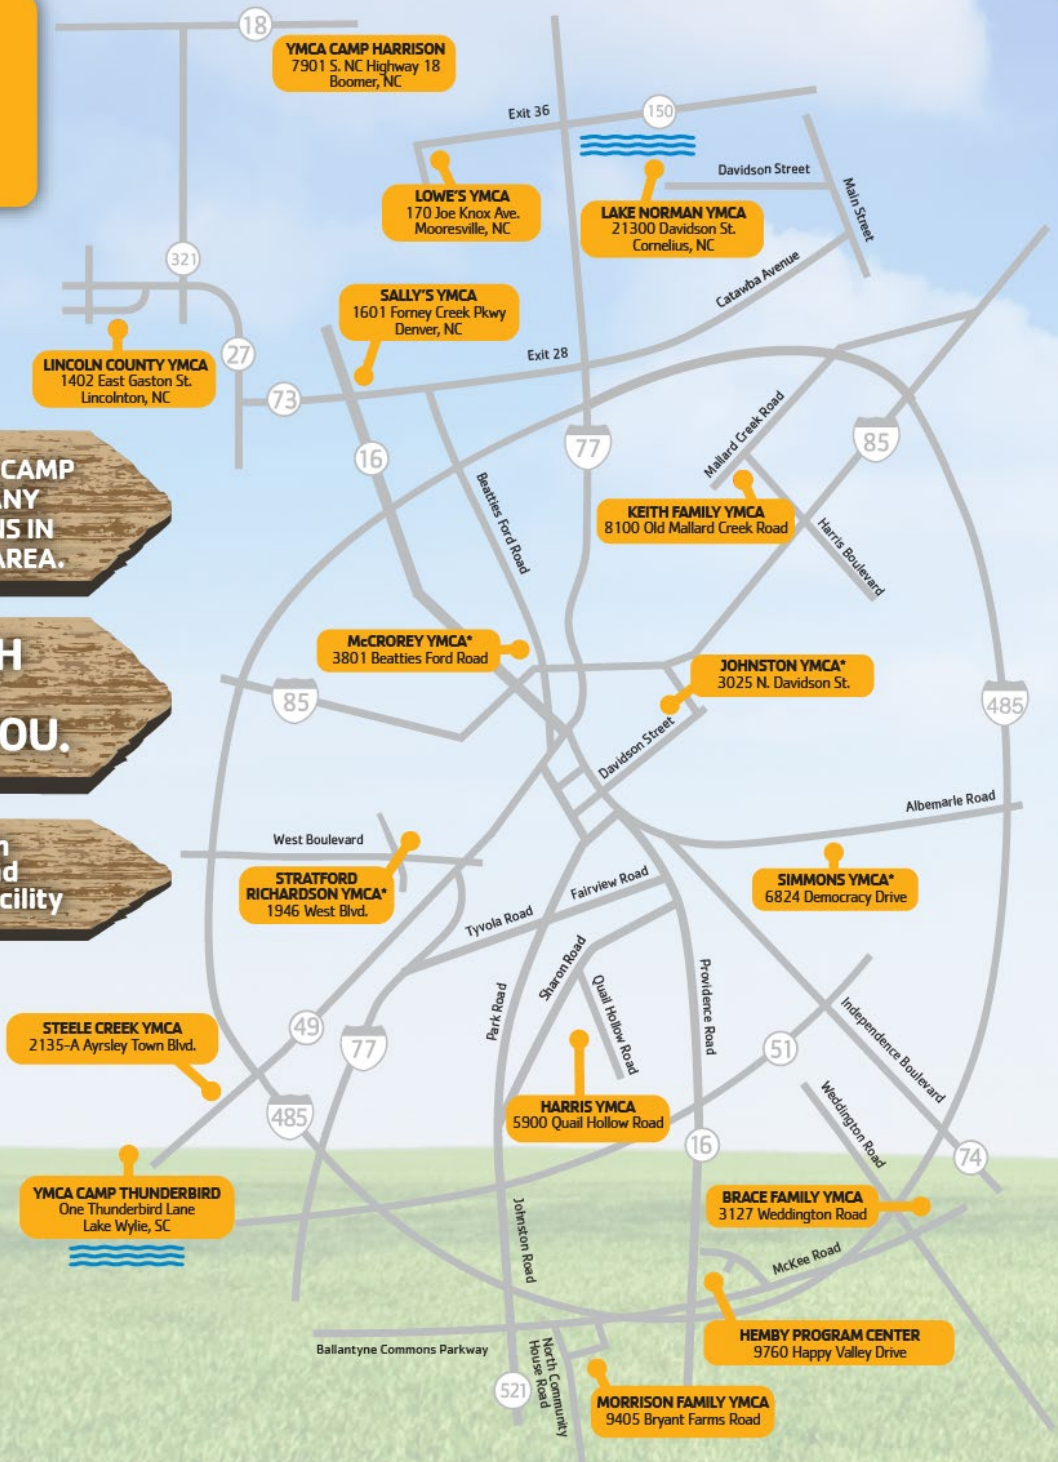 18
YMCA CAMP HARRISON
7901 S. NC Highway 18
Boomer, NC
Exit 36
150
Davidson Street
Main Street
LOWE'S YMCA
170 Joe Knox Ave.
Mooresville, NC
LAKE NORMAN YMCA
21300 Davidson St.
Cornelius, NC
321
Catawba Avenue
SALLY'S YMCA
1601 Forney Creek Pkwy
Denver, NC
Exit 28
LINCOLN COUNTY YMCA
1402 East Gaston St.
Lincolnton, NC
27
73
16
77
85
Mallard Creek Road
CAMP
ANY
NS IN
AREA.
Beatties Ford Road
KEITH FAMILY YMCA
8100 Old Mallard Creek Road
Harris Boulevard
H
OU.
McCROREY YMCA*
3801 Beatties Ford Road
JOHNSTON YMCA*
3025 N. Davidson St.
85
485
Davidson Street
Albemarle Road
West Boulevard
cility
STRATFORD
RICHARDSON YMCA*
1946 West Blvd.
Fairview Road
SIMMONS YMCA*
6824 Democracy Drive
Tyvola Road
Sharon Road
Park Road
Quail Hollow Road
Providence Road
Independence Boulevard
STEELE CREEK YMCA
2135-A Ayrsley Town Blvd.
49
77
51
Weddington Road
485
HARRIS YMCA
5900 Quail Hollow Road
16
74
YMCA CAMP THUNDERBIRD
One Thunderbird Lane
Lake Wylie, SC
Johnston Road
BRACE FAMILY YMCA
3127 Weddington Road
McKee Road
Ballantyne Commons Parkway
North Community
House Road
HEMBY PROGRAM CENTER
9760 Happy Valley Drive
521
MORRISON FAMILY YMCA
9405 Bryant Farms Road